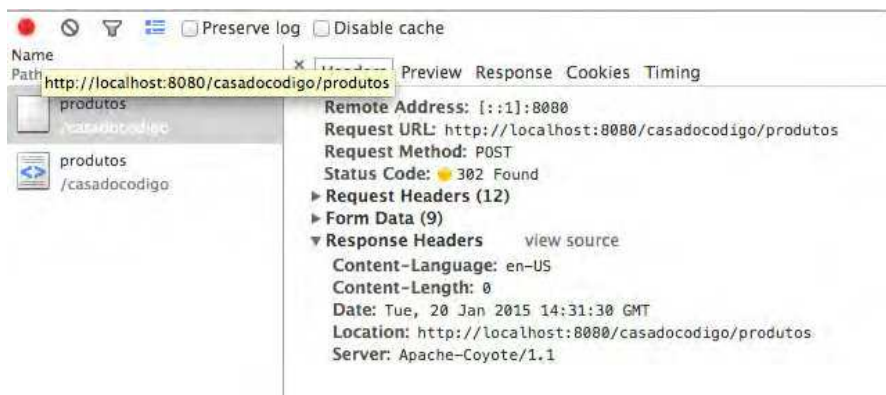 Preserve log Disable cache
Name
Path
http://localhost:8080/casadocodigo/produtos
× Headers Preview Response Cookies Timing
produtos
/casadocodigo
produtos
/casadocodigo
Remote Address: [::1]:8080
Request URL: http://localhost:8080/casadocodigo/produtos
Request Method: POST
Status Code: 302 Found
Request Headers (12)
Form Data (9)
Response Headers view source
Content-Language: en-US
Content-Length: 0
Date: Tue, 20 Jan 2015 14:31:30 GMT
Location: http://localhost:8080/casadocodigo/produtos
Server: Apache-Coyote/1.1